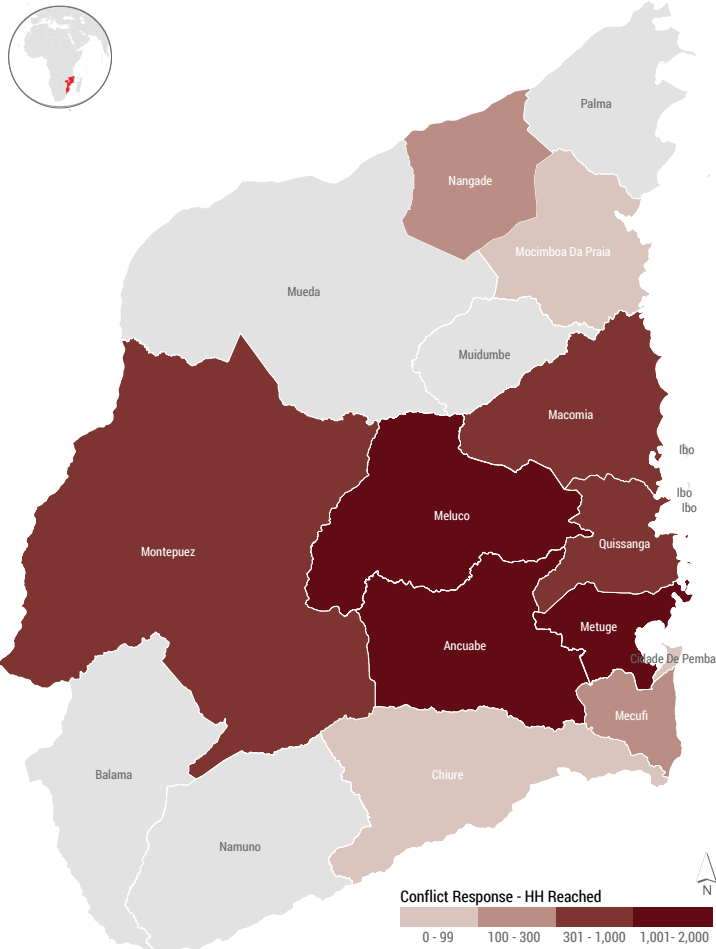 Palma
Nangade
Mocimboa Da Praia
Mueda
Muidumbe
Macomia
Ibo
Ibo
Ibo
Meluco
Quissanga
Montepuez
Metuge
Ancuabe
Cidade De Pemba
Mecufi
Balama
Chiure
Namuno
N
Conflict Response - HH Reached
0 - 99
100 - 300
301 - 1,000
1,001- 2,000